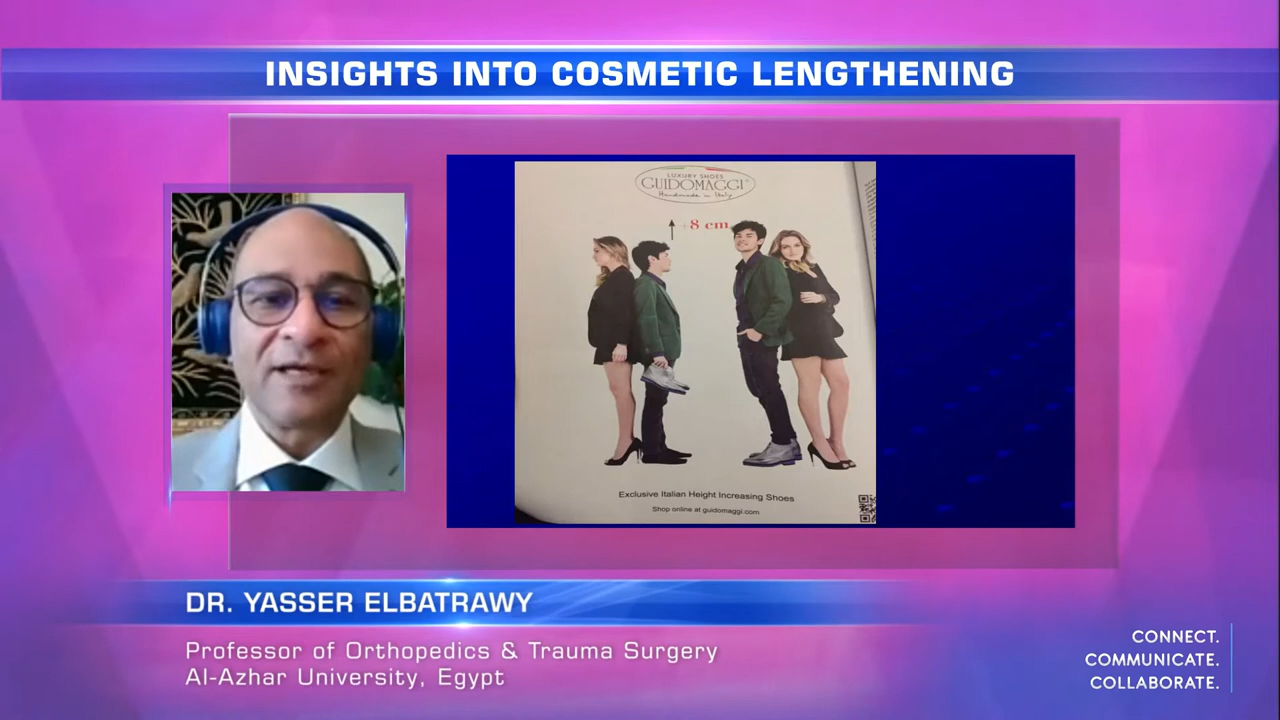 INSIGHTS INTO COSMETIC LENGTHENING
LUXURY SHOES
GUIDOMAGGI
Handmade in Italy
+8 cm
Exclusive Italian Height Increasing Shoes
Shop online at guidomaggi.com
DR. YASSER ELBATRAWY
Professor of Orthopedics & Trauma Surgery
Al-Azhar University, Egypt
CONNECT.
COMMUNICATE.
COLLABORATE.